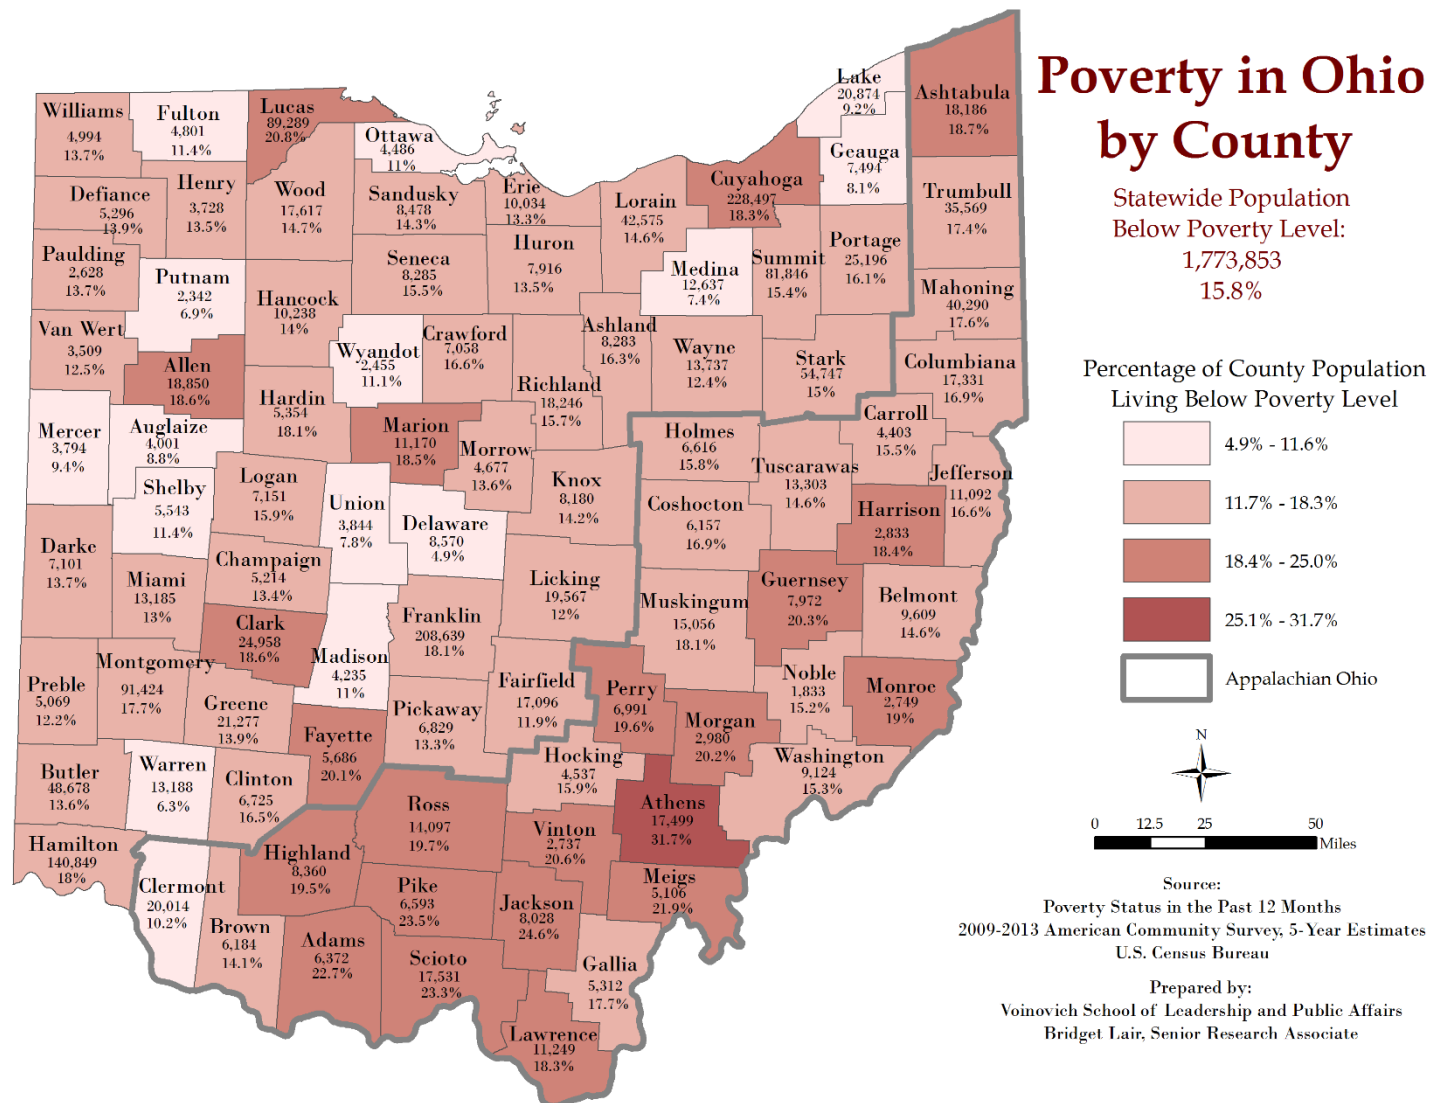 Poverty in Ohio
by County
Statewide Population
Below Poverty Level:
1,773,853
15.8%
Percentage of County Population
Living Below Poverty Level
4.9% - 11.6%
11.7% - 18.3%
18.4% - 25.0%
25.1% - 31.7%
Appalachian Ohio
N
0 12.5 25 50
Miles
Source:
Poverty Status in the Past 12 Months
2009-2013 American Community Survey, 5-Year Estimates
U.S. Census Bureau
Prepared by:
Voinovich School of Leadership and Public Affairs
Bridget Lair, Senior Research Associate
Williams
4,994
13.7%
Fulton
4,801
11.4%
Lucas
89,289
20.8%
Ottawa
4,486
11%
Lake
20,874
9.2%
Ashtabula
18,186
18.7%
Geauga
7,494
8.1%
Cuyahoga
228,497
18.3%
Defiance
5,296
13.9%
Henry
3,728
13.5%
Wood
17,617
14.7%
Sandusky
8,478
14.3%
Erie
10,034
13.3%
Lorain
42,575
14.6%
Trumbull
35,569
17.4%
Paulding
2,628
13.7%
Putnam
2,342
6.9%
Hancock
10,238
14%
Seneca
8,285
15.5%
Huron
7,916
13.5%
Medina
12,637
7.4%
Summit
81,846
15.4%
Portage
25,196
16.1%
Mahoning
40,290
17.6%
Van Wert
3,509
12.5%
Allen
18,850
18.6%
Wyandot
2,455
11.1%
Crawford
7,058
16.6%
Richland
18,246
15.7%
Ashland
8,283
16.3%
Wayne
13,737
12.4%
Stark
54,747
15%
Columbiana
17,331
16.9%
Mercer
3,794
9.4%
Auglaize
4,001
8.8%
Hardin
5,354
18.1%
Marion
11,170
18.5%
Morrow
4,677
13.6%
Holmes
6,616
15.8%
Tuscarawas
13,303
14.6%
Carroll
4,403
15.5%
Jefferson
11,092
16.6%
Shelby
5,543
11.4%
Logan
7,151
15.9%
Union
3,844
7.8%
Delaware
8,570
4.9%
Knox
8,180
14.2%
Coshocton
6,157
16.9%
Harrison
2,833
18.4%
Darke
7,101
13.7%
Miami
13,185
13%
Champaign
5,214
13.4%
Clark
24,958
18.6%
Madison
4,235
11%
Franklin
208,639
18.1%
Licking
19,567
12%
Muskingum
15,056
18.1%
Guernsey
7,972
20.3%
Belmont
9,609
14.6%
Preble
5,069
12.2%
Montgomery
91,424
17.7%
Greene
21,277
13.9%
Fayette
5,686
20.1%
Pickaway
6,829
13.3%
Fairfield
17,096
11.9%
Perry
6,991
19.6%
Morgan
2,980
20.2%
Noble
1,833
15.2%
Monroe
2,749
19%
Butler
48,678
13.6%
Warren
13,188
6.3%
Clinton
6,725
16.5%
Hocking
4,537
15.9%
Athens
17,499
31.7%
Washington
9,124
15.3%
Hamilton
140,849
18%
Clermont
20,014
10.2%
Brown
6,184
14.1%
Highland
8,360
19.5%
Ross
14,097
19.7%
Vinton
2,737
20.6%
Meigs
5,106
21.9%
Adams
6,372
22.7%
Pike
6,593
23.5%
Jackson
8,028
24.6%
Scioto
17,531
23.3%
Gallia
5,312
17.7%
Lawrence
11,249
18.3%